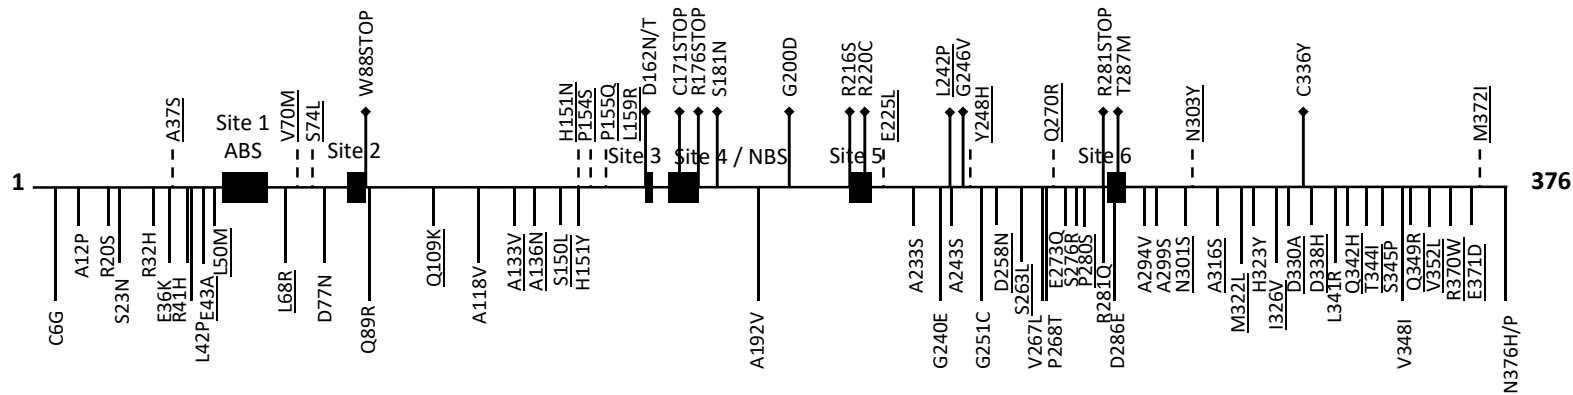 A37S
Site 1
ABS
V70M
S74L
Site 2
W88STOP
H151N
P154S
P155Q
L159R
Site 3
D162N/T
C171STOP
R176STOP
S181N
Site 4 / NBS
G200D
R216S
R220C
Site 5
E225L
L242P
G246V
Y248H
Q270R
R281STOP
T287M
Site 6
N303Y
C336Y
M372I
1
376
C6G
A12P
R20S
S23N
R32H
E36K
R41H
L42P
E43A
L50M
L68R
D77N
Q89R
Q109K
A118V
A133V
A136N
S150L
H151Y
A192V
A233S
G240E
A243S
G251C
D258N
S263L
V267L
P268T
E273Q
S276R
P280S
R281Q
D286E
A294V
A299S
N301S
A316S
M322L
H323Y
I326V
D330A
D338H
L341R
Q342H
T344I
S345P
V348I
Q349R
V352L
R370W
E371D
N376H/P